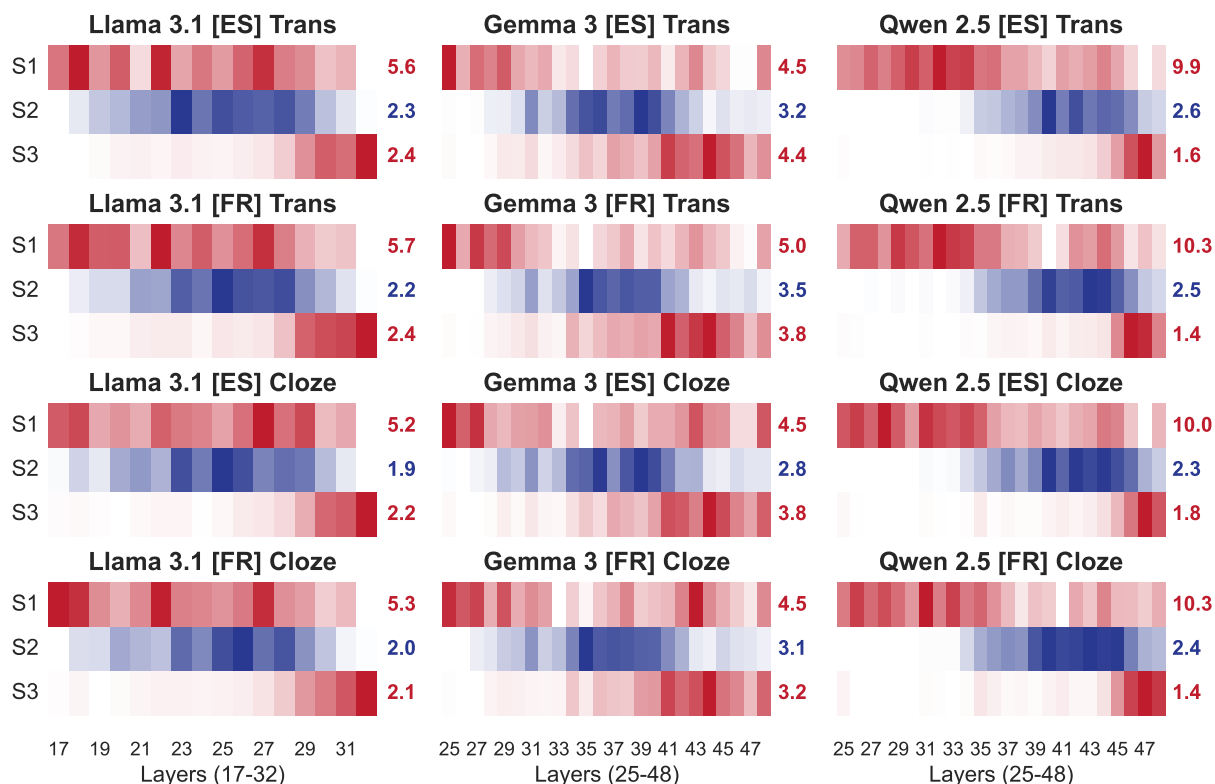 Llama 3.1 [ES] Trans Gemma 3 [ES] Trans Qwen 2.5 [ES] Trans
S1 5.6 4.5 9.9
S2 2.3 3.2 2.6
S3 2.4 4.4 1.6
Llama 3.1 [FR] Trans Gemma 3 [FR] Trans Qwen 2.5 [FR] Trans
S1 5.7 5.0 10.3
S2 2.2 3.5 2.5
S3 2.4 3.8 1.4
Llama 3.1 [ES] Cloze Gemma 3 [ES] Cloze Qwen 2.5 [ES] Cloze
S1 5.2 4.5 10.0
S2 1.9 2.8 2.3
S3 2.2 3.8 1.8
Llama 3.1 [FR] Cloze Gemma 3 [FR] Cloze Qwen 2.5 [FR] Cloze
S1 5.3 4.5 10.3
S2 2.0 3.1 2.4
S3 2.1 3.2 1.4
17 19 21 23 25 27 29 31 25 27 29 31 33 35 37 39 41 43 45 47 25 27 29 31 33 35 37 39 41 43 45 47
Layers (17-32) Layers (25-48) Layers (25-48)